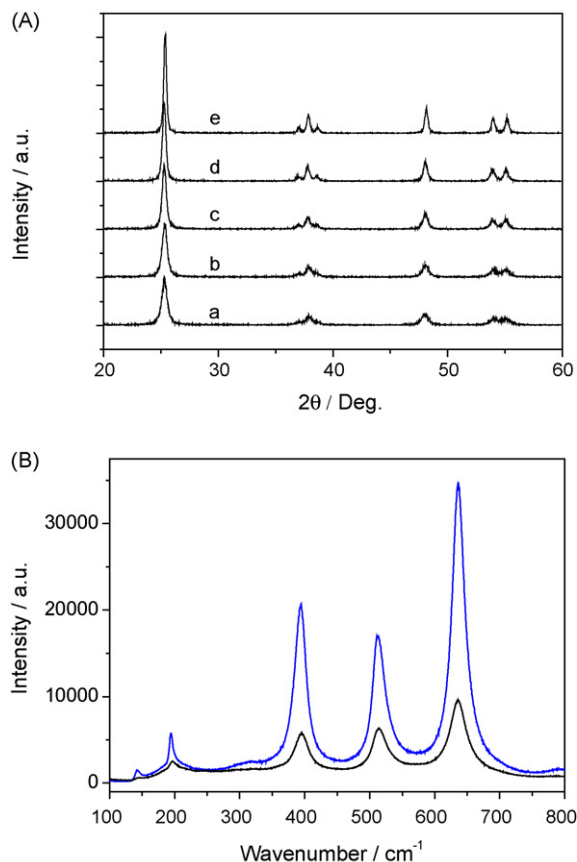 (A)
Intensity / a.u.
e
d
c
b
a
20 30 40 50 60
2θ / Deg.
(B)
Intensity / a.u.
30000
20000
10000
0
100 200 300 400 500 600 700 800
Wavenumber / cm⁻¹